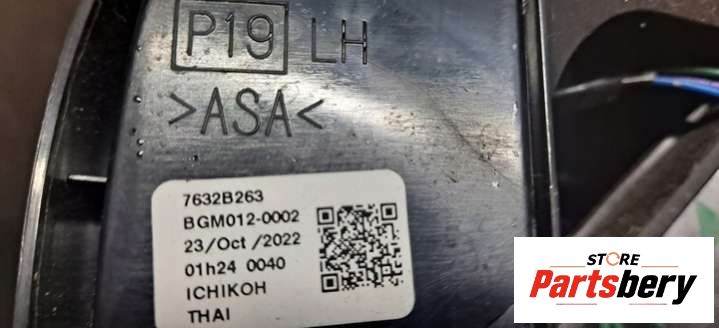 P19 LH
>ASA<
7632B263
BGM012-0002
23/Oct/2022
01h24 0040
ICHIKOH
THAI
STORE
Partsbery